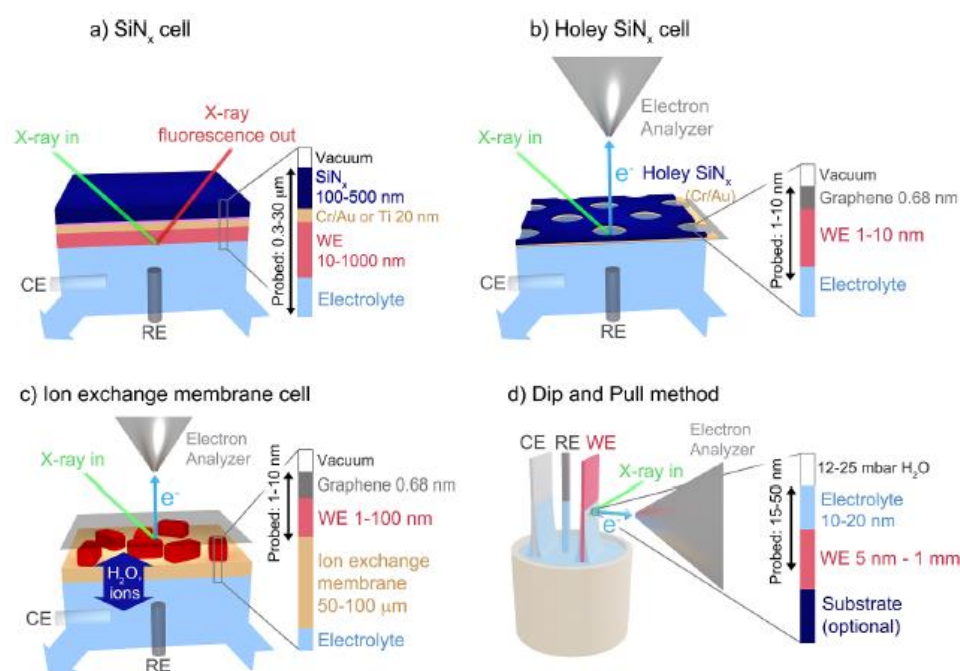 a) SiNₓ cell
X-ray in
X-ray
fluorescence out
Probed: 0.3-30 μm
Vacuum
SiNₓ
100-500 nm
Cr/Au or Ti 20 nm
WE
10-1000 nm
Electrolyte
CE
RE
b) Holey SiNₓ cell
Electron
Analyzer
X-ray in
e⁻
Holey SiNₓ
(Cr/Au)
Probed: 1-10 nm
Vacuum
Graphene 0.68 nm
WE 1-10 nm
Electrolyte
CE
RE
c) Ion exchange membrane cell
Electron
Analyzer
X-ray in
e⁻
Probed: 1-10 nm
Vacuum
Graphene 0.68 nm
WE 1-100 nm
Ion exchange
membrane
50-100 μm
Electrolyte
H₂O,
ions
CE
RE
d) Dip and Pull method
CE RE WE
Electron
Analyzer
X-ray in
e⁻
Probed: 15-50 nm
12-25 mbar H₂O
Electrolyte
10-20 nm
WE 5 nm - 1 mm
Substrate
(optional)